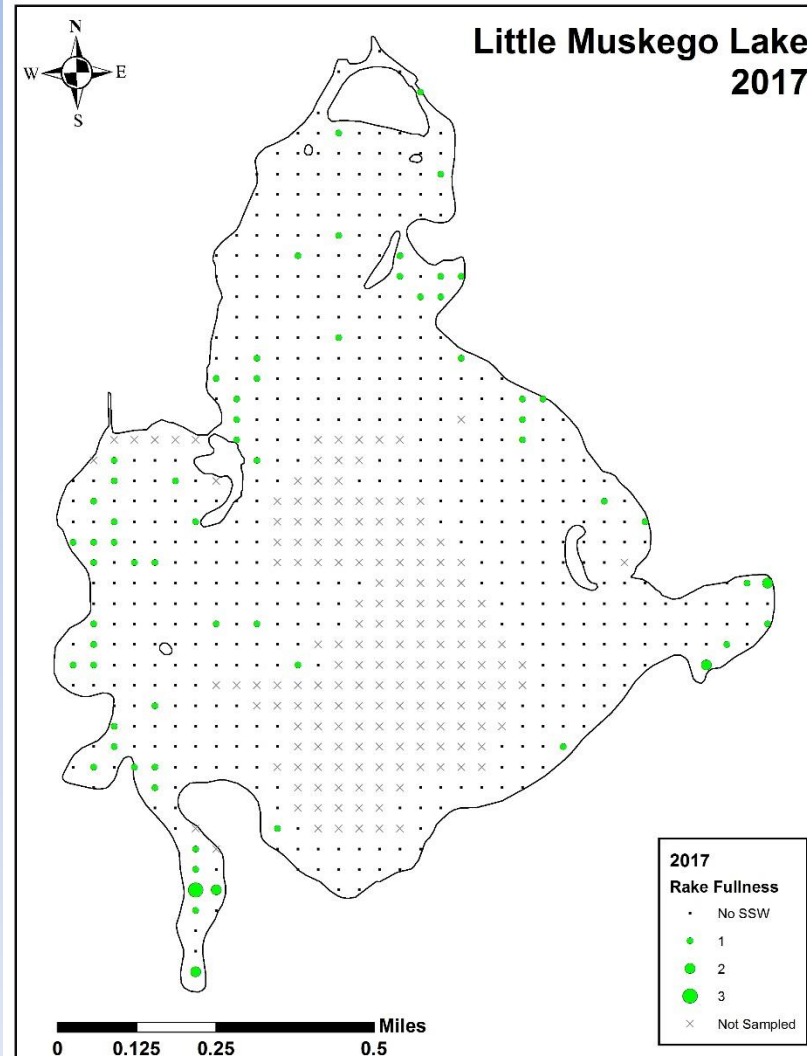 N
Little Muskego Lake
2017
W
E
S
2017
Rake Fullness
No SSW
1
2
3
Not Sampled
Miles
0
0.125
0.25
0.5